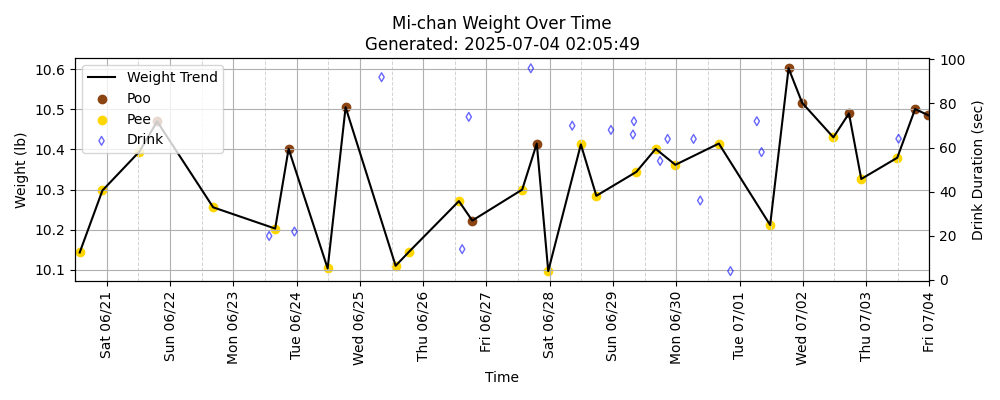 Mi-chan Weight Over Time
Generated: 2025-07-04 02:05:49
Weight (lb)
10.6
10.5
10.4
10.3
10.2
10.1
Weight Trend
Poo
Pee
Drink
100
80
60
40
20
0
Drink Duration (sec)
Sat 06/21
Sun 06/22
Mon 06/23
Tue 06/24
Wed 06/25
Thu 06/26
Fri 06/27
Sat 06/28
Sun 06/29
Mon 06/30
Tue 07/01
Wed 07/02
Thu 07/03
Fri 07/04
Time